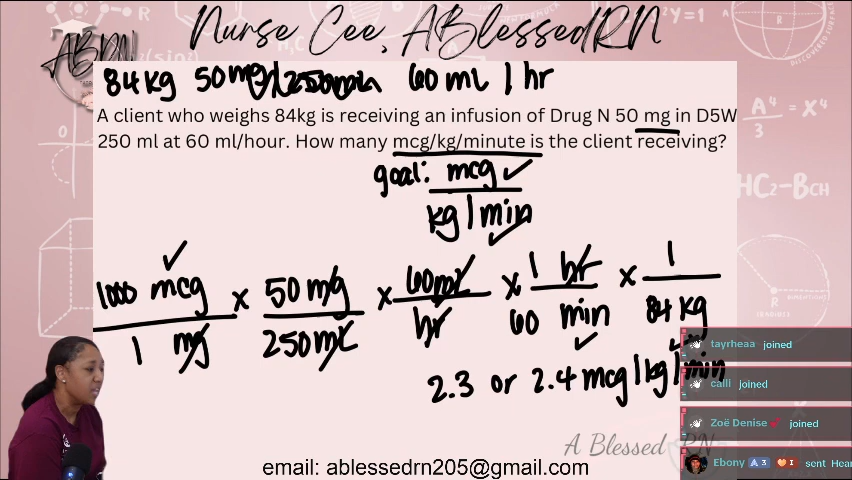 Nurse Cee, ABlessedRN
ABRN
84kg 50mg/250ml 60 ml 1 hr
A client who weighs 84kg is receiving an infusion of Drug N 50 mg in D5W
250 ml at 60 ml/hour. How many mcg/kg/minute is the client receiving?
goal: mcg ✓
kg/min
1000 mcg x 50 mg x 60mL x 1 hr x 1
1 mg 250mL hr 60 min 84 kg
2.3 or 2.4 mcg/kg/min
tayrheaa joined
calli joined
Zoë Denise joined
Ebony A 3 1 sent Hear
A Blessed RN
email: ablessedrn205@gmail.com